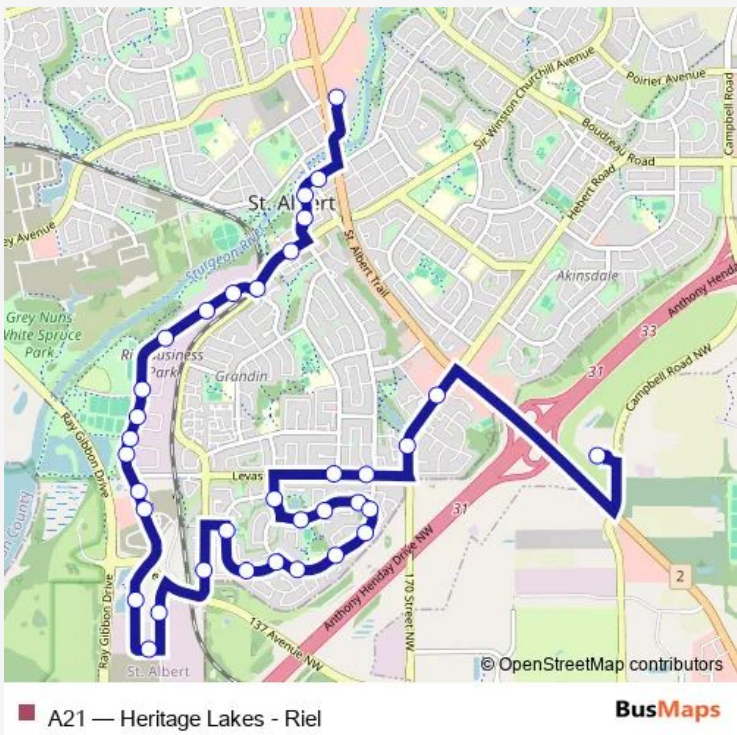 Sir Winston Churchill Avenue
Poirier Avenue
Campbell Road
Boudreau Road
Hebert Road
St. Albert
ey Avenue
Sturgeon River
St. Albert Trail
Akinsdale
Anthony Henday
33
Grey Nuns
White Spruce
Park
Business
Park
Grandin
31
Campbell Road NW
Ray Gibbon Drive
Levas
31
Anthony Henday Drive NW
2
Ray Gibbon Drive
e
170 Street NW
137 Avenue NW
St. Albert
© OpenStreetMap contributors
A21 — Heritage Lakes - Riel
BusMaps